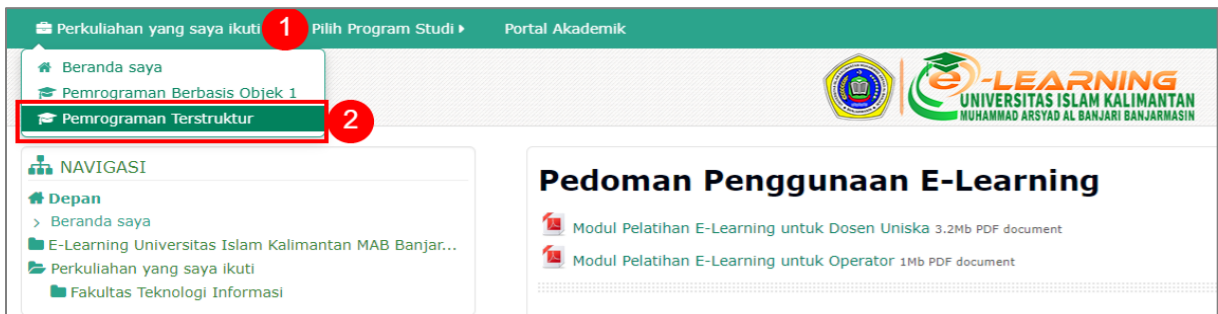 Perkuliahan yang saya ikuti 1 Pilih Program Studi Portal Akademik
Beranda saya
Pemrograman Berbasis Objek 1
Pemrograman Terstruktur 2
e-LEARNING
UNIVERSITAS ISLAM KALIMANTAN
MUHAMMAD ARSYAD AL BANJARI BANJARMASIN
NAVIGASI
Depan
> Beranda saya
E-Learning Universitas Islam Kalimantan MAB Banjar...
Perkuliahan yang saya ikuti
Fakultas Teknologi Informasi
Pedoman Penggunaan E-Learning
Modul Pelatihan E-Learning untuk Dosen Uniska 3.2Mb PDF document
Modul Pelatihan E-Learning untuk Operator 1Mb PDF document